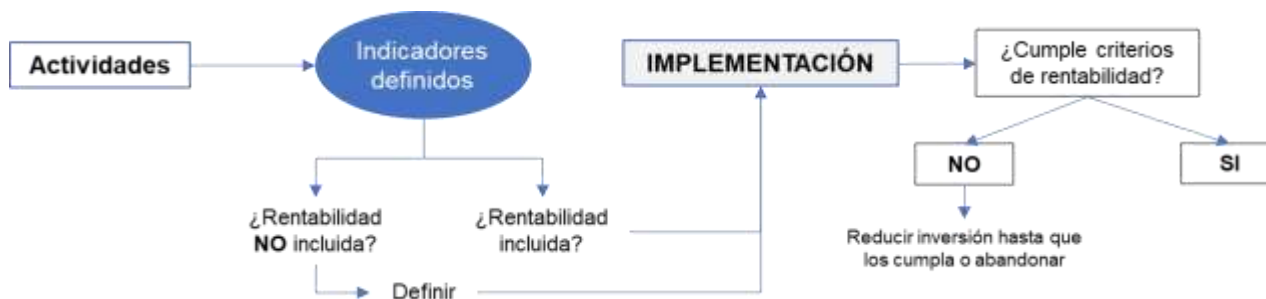 Actividades
Indicadores
definidos
¿Rentabilidad
NO incluida?
Definir
¿Rentabilidad
incluida?
IMPLEMENTACIÓN
¿Cumple criterios
de rentabilidad?
NO
SI
Reducir inversión hasta que
los cumpla o abandonar